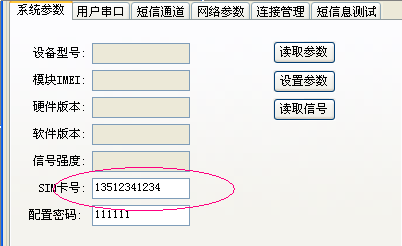 系统参数 用户串口 短信通道 网络参数 连接管理 短信息测试
设备型号: 读取参数
模块IMEI: 设置参数
硬件版本: 读取信号
软件版本:
信号强度:
SIN卡号: 13512341234
配置密码: 111111